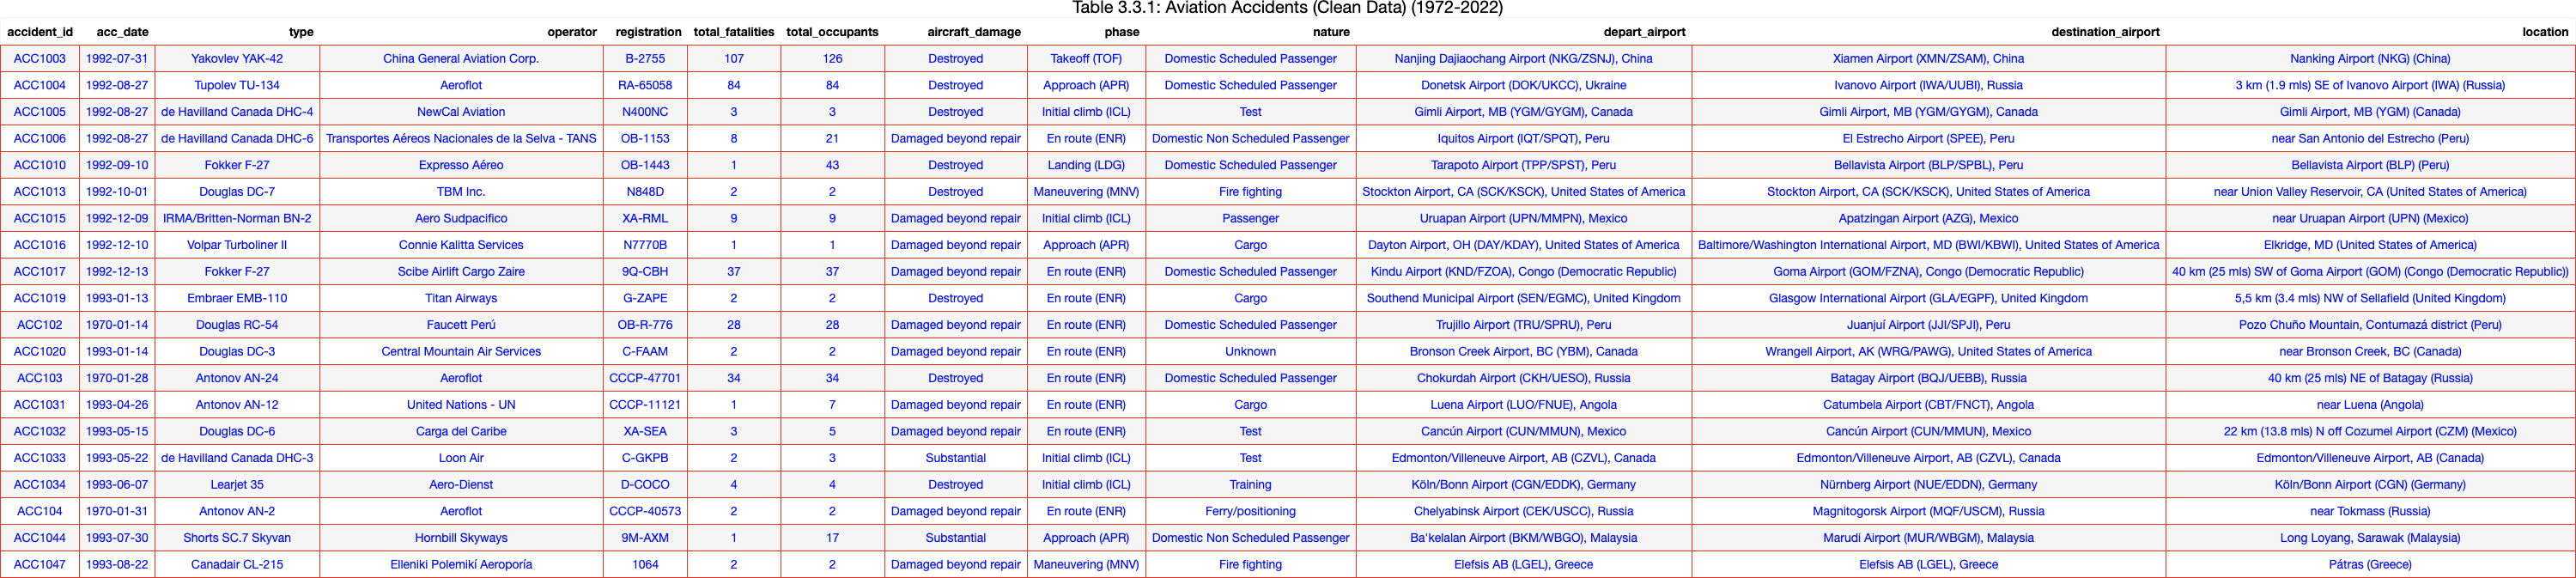 Table 3.3.1: Aviation Accidents (Clean Data) (1972-2022)
accident_id acc_date type operator registration total_fatalities total_occupants aircraft_damage phase nature depart_airport destination_airport location
ACC1003 1992-07-31 Yakovlev YAK-42 China General Aviation Corp. B-2755 107 126 Destroyed Takeoff (TOF) Domestic Scheduled Passenger Nanjing Dajiaochang Airport (NKG/ZSNJ), China Xiamen Airport (XMN/ZSAM), China Nanking Airport (NKG) (China)
ACC1004 1992-08-27 Tupolev TU-134 Aeroflot RA-65058 84 84 Destroyed Approach (APR) Domestic Scheduled Passenger Donetsk Airport (DOK/UKCC), Ukraine Ivanovo Airport (IWA/UUBI), Russia 3 km (1.9 mls) SE of Ivanovo Airport (IWA) (Russia)
ACC1005 1992-08-27 de Havilland Canada DHC-4 NewCal Aviation N400NC 3 3 Destroyed Initial climb (ICL) Test Gimli Airport, MB (YGM/GYGM), Canada Gimli Airport, MB (YGM/GYGM), Canada Gimli Airport, MB (YGM) (Canada)
ACC1006 1992-08-27 de Havilland Canada DHC-6 Transportes Aéreos Nacionales de la Selva - TANS OB-1153 8 21 Damaged beyond repair En route (ENR) Domestic Non Scheduled Passenger Iquitos Airport (IQT/SPQT), Peru El Estrecho Airport (SPEE), Peru near San Antonio del Estrecho (Peru)
ACC1010 1992-09-10 Fokker F-27 Expresso Aéreo OB-1443 1 43 Destroyed Landing (LDG) Domestic Scheduled Passenger Tarapoto Airport (TPP/SPST), Peru Bellavista Airport (BLP/SPBL), Peru Bellavista Airport (BLP) (Peru)
ACC1013 1992-10-01 Douglas DC-7 TBM Inc. N848D 2 2 Destroyed Maneuvering (MNV) Fire fighting Stockton Airport, CA (SCK/KSCK), United States of America Stockton Airport, CA (SCK/KSCK), United States of America near Union Valley Reservoir, CA (United States of America)
ACC1015 1992-12-09 IRMA/Britten-Norman BN-2 Aero Sudpacifico XA-RML 9 9 Damaged beyond repair Initial climb (ICL) Passenger Uruapan Airport (UPN/MMPN), Mexico Apatzingan Airport (AZG), Mexico near Uruapan Airport (UPN) (Mexico)
ACC1016 1992-12-10 Volpar Turboliner II Connie Kalitta Services N7770B 1 1 Damaged beyond repair Approach (APR) Cargo Dayton Airport, OH (DAY/KDAY), United States of America Baltimore/Washington International Airport, MD (BWI/KBWI), United States of America Elkridge, MD (United States of America)
ACC1017 1992-12-13 Fokker F-27 Scibe Airlift Cargo Zaire 9Q-CBH 37 37 Damaged beyond repair En route (ENR) Domestic Scheduled Passenger Kindu Airport (KND/FZOA), Congo (Democratic Republic) Goma Airport (GOM/FZNA), Congo (Democratic Republic) 40 km (25 mls) SW of Goma Airport (GOM) (Congo (Democratic Republic))
ACC1019 1993-01-13 Embraer EMB-110 Titan Airways G-ZAPE 2 2 Destroyed En route (ENR) Cargo Southend Municipal Airport (SEN/EGMC), United Kingdom Glasgow International Airport (GLA/EGPF), United Kingdom 5,5 km (3.4 mls) NW of Sellafield (United Kingdom)
ACC102 1970-01-14 Douglas RC-54 Faucett Perú OB-R-776 28 28 Damaged beyond repair En route (ENR) Domestic Scheduled Passenger Trujillo Airport (TRU/SPRU), Peru Juanjuí Airport (JJI/SPJI), Peru Pozo Chuño Mountain, Contumazá district (Peru)
ACC1020 1993-01-14 Douglas DC-3 Central Mountain Air Services C-FAAM 2 2 Damaged beyond repair En route (ENR) Unknown Bronson Creek Airport, BC (YBM), Canada Wrangell Airport, AK (WRG/PAWG), United States of America near Bronson Creek, BC (Canada)
ACC103 1970-01-28 Antonov AN-24 Aeroflot CCCP-47701 34 34 Destroyed En route (ENR) Domestic Scheduled Passenger Chokurdah Airport (CKH/UESO), Russia Batagay Airport (BQJ/UEBB), Russia 40 km (25 mls) NE of Batagay (Russia)
ACC1031 1993-04-26 Antonov AN-12 United Nations - UN CCCP-11121 1 7 Damaged beyond repair En route (ENR) Cargo Luena Airport (LUO/FNUE), Angola Catumbela Airport (CBT/FNCT), Angola near Luena (Angola)
ACC1032 1993-05-15 Douglas DC-6 Carga del Caribe XA-SEA 3 5 Damaged beyond repair En route (ENR) Test Cancún Airport (CUN/MMUN), Mexico Cancún Airport (CUN/MMUN), Mexico 22 km (13.8 mls) N off Cozumel Airport (CZM) (Mexico)
ACC1033 1993-05-22 de Havilland Canada DHC-3 Loon Air C-GKPB 2 3 Substantial Initial climb (ICL) Test Edmonton/Villeneuve Airport, AB (CZVL), Canada Edmonton/Villeneuve Airport, AB (CZVL), Canada Edmonton/Villeneuve Airport, AB (Canada)
ACC1034 1993-06-07 Learjet 35 Aero-Dienst D-COCO 4 4 Destroyed Initial climb (ICL) Training Köln/Bonn Airport (CGN/EDDK), Germany Nürnberg Airport (NUE/EDDN), Germany Köln/Bonn Airport (CGN) (Germany)
ACC104 1970-01-31 Antonov AN-2 Aeroflot CCCP-40573 2 2 Damaged beyond repair En route (ENR) Ferry/positioning Chelyabinsk Airport (CEK/USCC), Russia Magnitogorsk Airport (MQF/USCM), Russia near Tokmass (Russia)
ACC1044 1993-07-30 Shorts SC.7 Skyvan Hornbill Skyways 9M-AXM 1 17 Substantial Approach (APR) Domestic Non Scheduled Passenger Ba'kelalan Airport (BKM/WBGO), Malaysia Marudi Airport (MUR/WBGM), Malaysia Long Loyang, Sarawak (Malaysia)
ACC1047 1993-08-22 Canadair CL-215 Elleniki Polemikí Aeroporía 1064 2 2 Damaged beyond repair Maneuvering (MNV) Fire fighting Elefsis AB (LGEL), Greece Elefsis AB (LGEL), Greece Pátras (Greece)